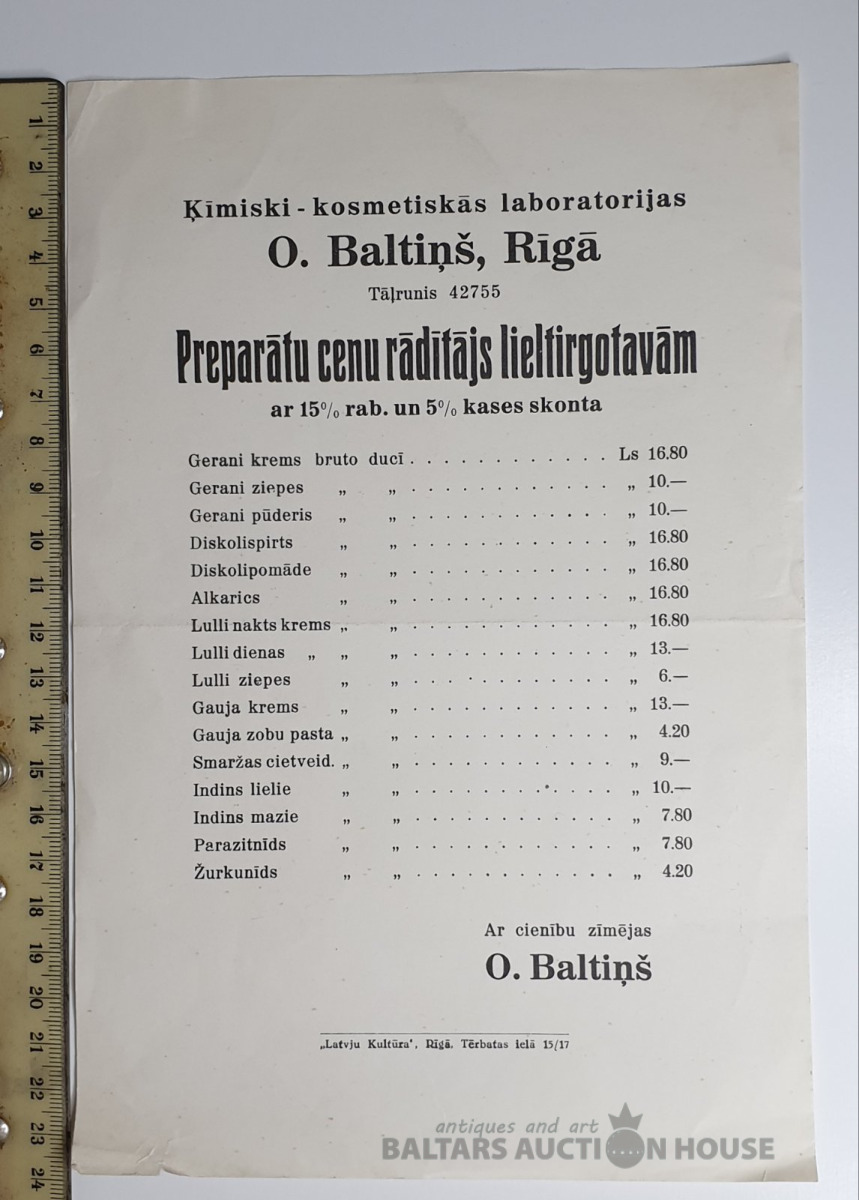 Ķīmiski - kosmetiskās laboratorijas
O. Baltiņš, Rīgā
Tāļrunis 42755
Preparātu cenu rādītājs lieltirgotavām
ar 15% rab. un 5% kases skonta
Gerani krems bruto ducī . . . . . . . . . . . . Ls 16.80
Gerani ziepes „ „ . . . . . . . . . . . . „ 10.—
Gerani pūderis „ „ . . . . . . . . . . . . „ 10.—
Diskolispirts „ „ . . . . . . . . . . . . „ 16.80
Diskolipomāde „ „ . . . . . . . . . . . . „ 16.80
Alkarics „ „ . . . . . . . . . . . . „ 16.80
Lulli nakts krems „ „ . . . . . . . . . . . . „ 16.80
Lulli dienas „ „ „ . . . . . . . . . . . . „ 13.—
Lulli ziepes „ „ . . . . . . . . . . . . „ 6.—
Gauja krems „ „ . . . . . . . . . . . . „ 13.—
Gauja zobu pasta „ „ . . . . . . . . . . . . „ 4.20
Smaržas cietveid. „ „ . . . . . . . . . . . . „ 9.—
Indins lielie „ „ . . . . . . . . . . . . „ 10.—
Indins mazie „ „ . . . . . . . . . . . . „ 7.80
Parazitnīds „ „ . . . . . . . . . . . . „ 7.80
Žurkunīds „ „ . . . . . . . . . . . . „ 4.20
Ar cienību zīmējas
O. Baltiņš
„Latvju Kultūra", Rīgā, Tērbatas ielā 15/17
antiques and art
BALTARS AUCTION HOUSE
1 2 3 4 5 6 7 8 9 10 11 12 13 14 15 16 17 18 19 20 21 22 23 24